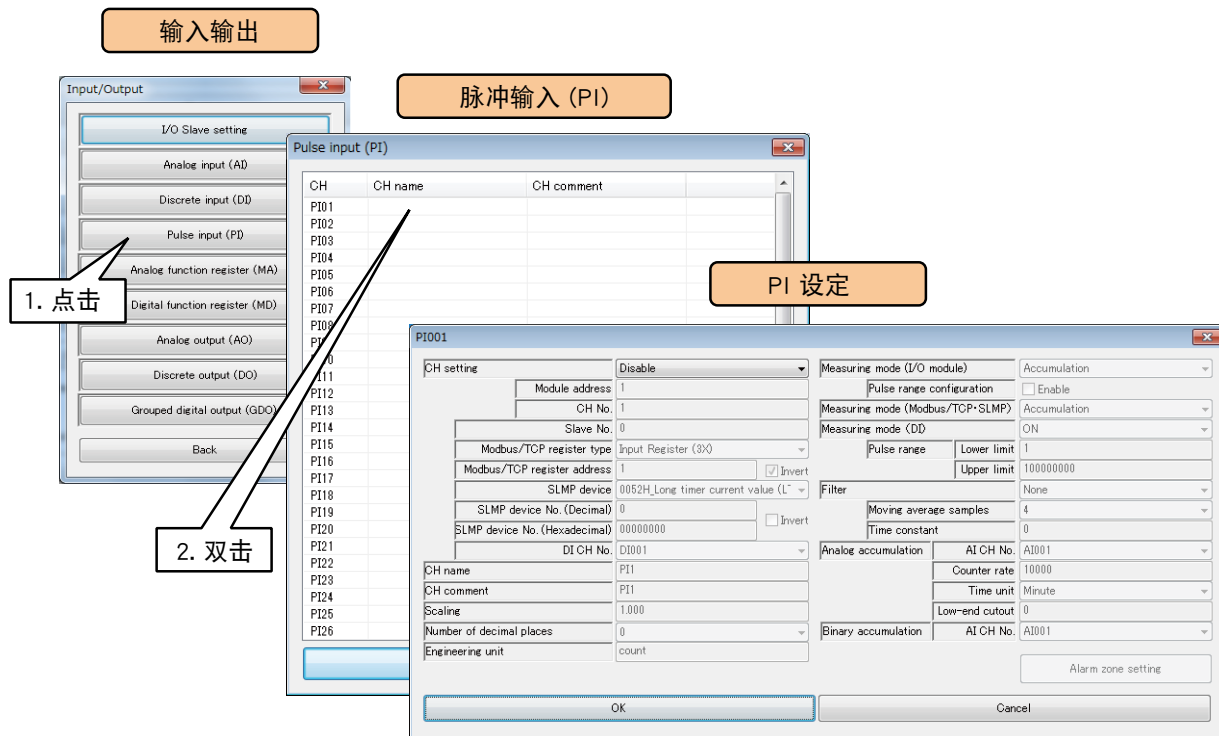 输入输出
Input/Output
I/O Slave setting
Analog input (AI)
Discrete input (DI)
Pulse input (PI)
Analog function register (MA)
Digital function register (MD)
Analog output (AO)
Discrete output (DO)
Grouped digital output (GDO)
Back
1. 点击
脉冲输入 (PI)
Pulse input (PI)
CH CH name CH comment
PI01
PI02
PI03
PI04
PI05
PI06
PI07
PI08
PI11
PI12
PI13
PI14
PI15
PI16
PI17
PI18
PI19
PI20
PI21
PI22
PI23
PI24
PI25
PI26
2. 双击
PI 设定
PI001
CH setting Disable
Module address 1
CH No. 1
Slave No. 0
Modbus/TCP register type Input Register (3X)
Modbus/TCP register address 1 Invert
SLMP device 0052H_Long timer current value (L
SLMP device No. (Decimal) 0
Invert
SLMP device No. (Hexadecimal) 00000000
DI CH No. DI001
CH name PI1
CH comment PI1
Scaling 1.000
Number of decimal places 0
Engineering unit count
Measuring mode (I/O module) Accumulation
Pulse range configuration Enable
Measuring mode (Modbus/TCP・SLMP) Accumulation
Measuring mode (DI) ON
Pulse range Lower limit 1
Upper limit 100000000
Filter None
Moving average samples 4
Time constant 0
Analog accumulation AI CH No. AI001
Counter rate 10000
Time unit Minute
Low-end cutout 0
Binary accumulation AI CH No. AI001
Alarm zone setting
OK
Cancel